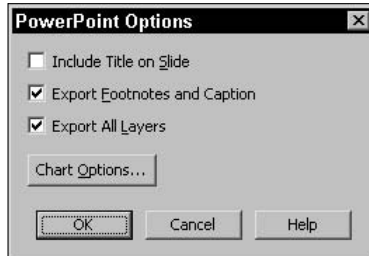 PowerPoint Options
Include Title on Slide
Export Footnotes and Caption
Export All Layers
Chart Options...
OK Cancel Help